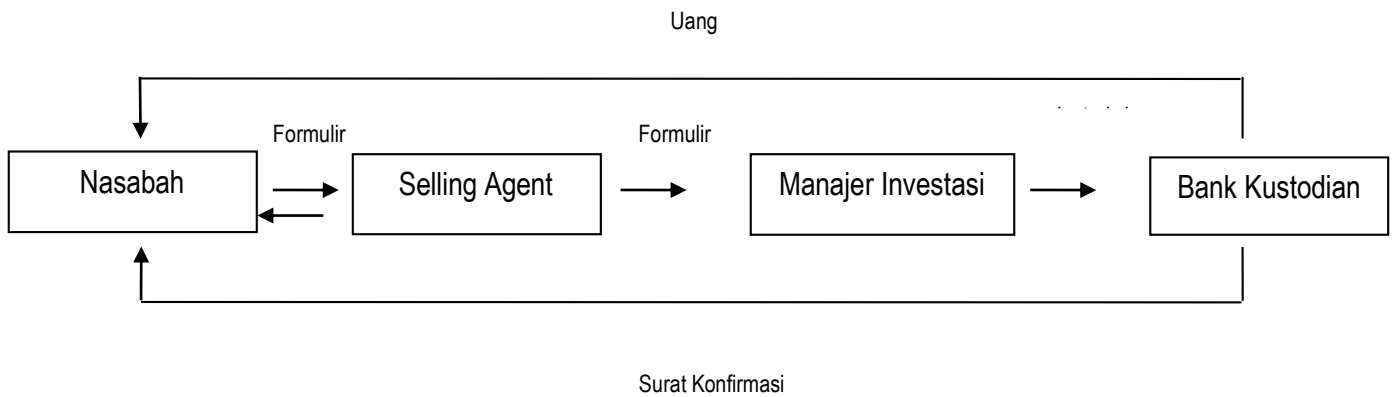 Uang
Formulir
Formulir
Nasabah
Selling Agent
Manajer Investasi
Bank Kustodian
Surat Konfirmasi